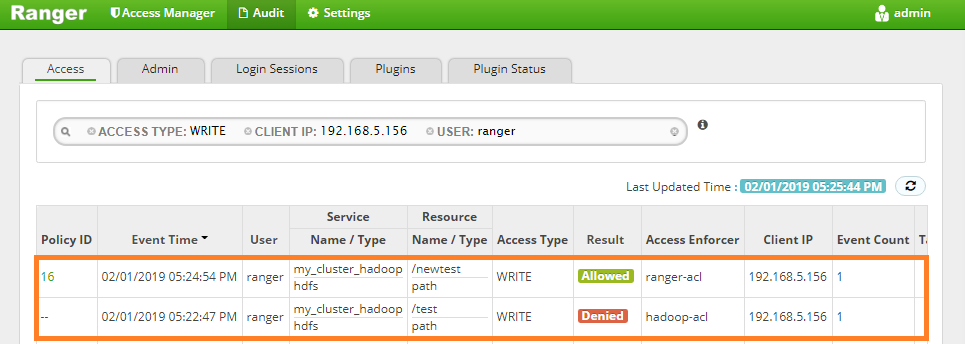 Ranger Access Manager Audit Settings admin
Access Admin Login Sessions Plugins Plugin Status
ACCESS TYPE: WRITE CLIENT IP: 192.168.5.156 USER: ranger
Last Updated Time : 02/01/2019 05:25:44 PM
Service Resource
Policy ID Event Time User Name / Type Name / Type Access Type Result Access Enforcer Client IP Event Count
16 02/01/2019 05:24:54 PM ranger my_cluster_hadoop /newtest WRITE Allowed ranger-acl 192.168.5.156 1
hdfs path
-- 02/01/2019 05:22:47 PM ranger my_cluster_hadoop /test WRITE Denied hadoop-acl 192.168.5.156 1
hdfs path